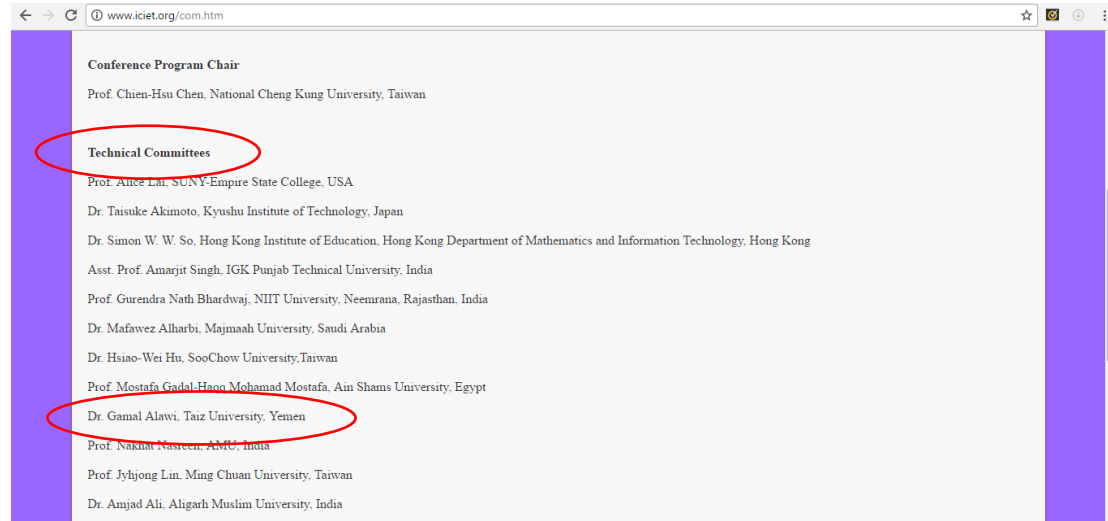 www.iciet.org/com.htm
Conference Program Chair
Prof. Chien-Hsu Chen, National Cheng Kung University, Taiwan
Technical Committees
Prof. Alice Lai, SUNY-Empire State College, USA
Dr. Taisuke Akimoto, Kyushu Institute of Technology, Japan
Dr. Simon W. W. So, Hong Kong Institute of Education, Hong Kong Department of Mathematics and Information Technology, Hong Kong
Asst. Prof. Amarjit Singh, IGK Punjab Technical University, India
Prof. Gurendra Nath Bhardwaj, NIIT University, Neemrana, Rajasthan, India
Dr. Mafawez Alharbi, Majmaah University, Saudi Arabia
Dr. Hsiao-Wei Hu, SooChow University,Taiwan
Prof. Mostafa Gadal-Haqq Mohamad Mostafa, Ain Shams University, Egypt
Dr. Gamal Alawi, Taiz University, Yemen
Prof. Nakhat Nasreen, AMU, India
Prof. Jyhjong Lin, Ming Chuan University, Taiwan
Dr. Amjad Ali, Aligarh Muslim University, India